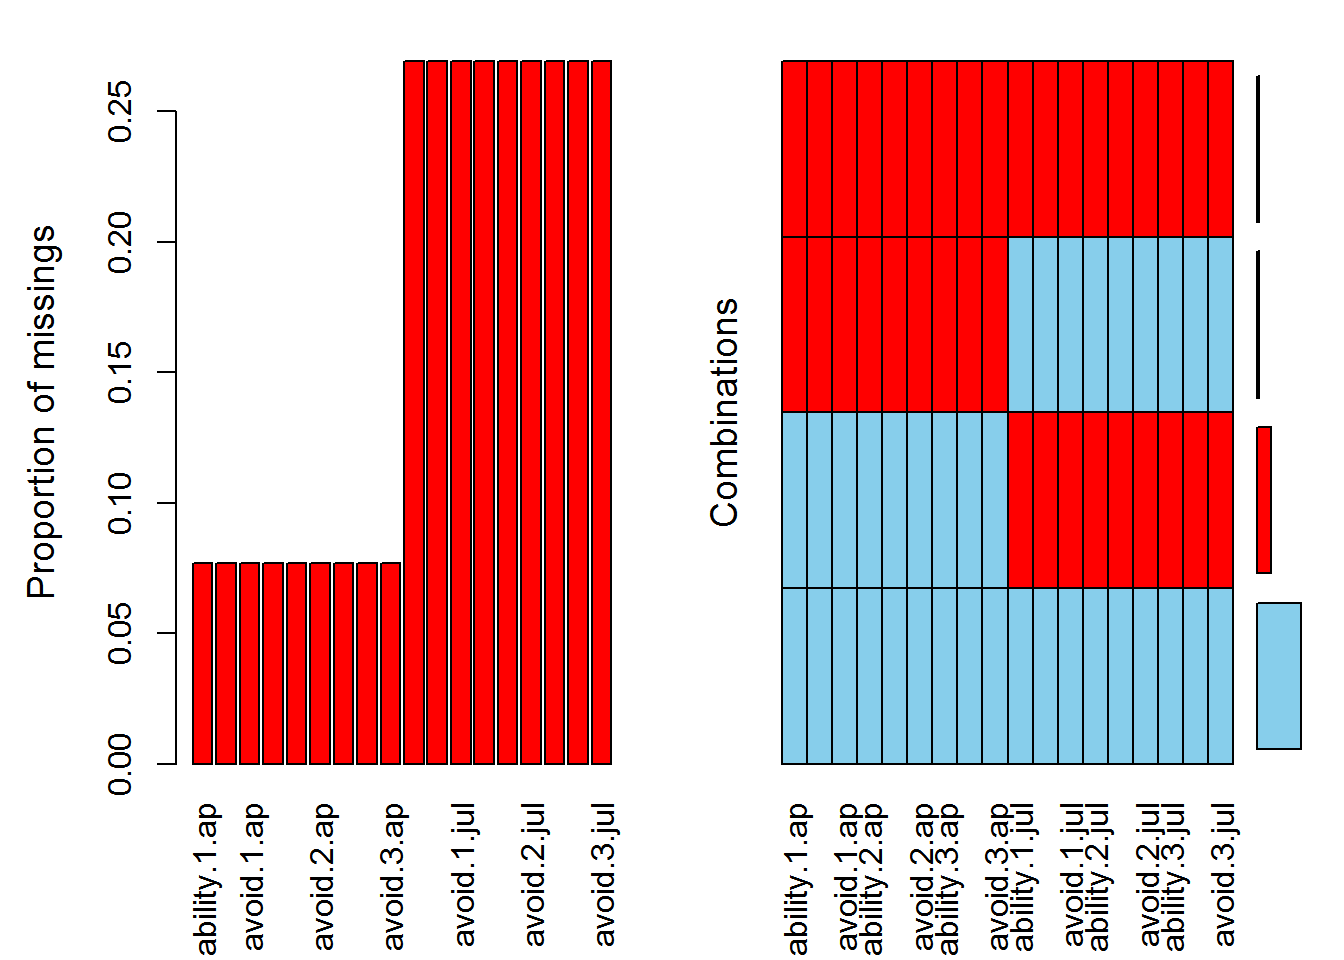 Proportion of missings
0.25
0.20
0.15
0.10
0.05
0.00
ability.1.ap
avoid.1.ap
avoid.2.ap
avoid.3.ap
avoid.1.jul
avoid.2.jul
avoid.3.jul
Combinations
ability.1.ap
avoid.1.ap
ability.2.ap
avoid.2.ap
ability.3.ap
avoid.3.ap
ability.1.jul
avoid.1.jul
ability.2.jul
avoid.2.jul
ability.3.jul
avoid.3.jul